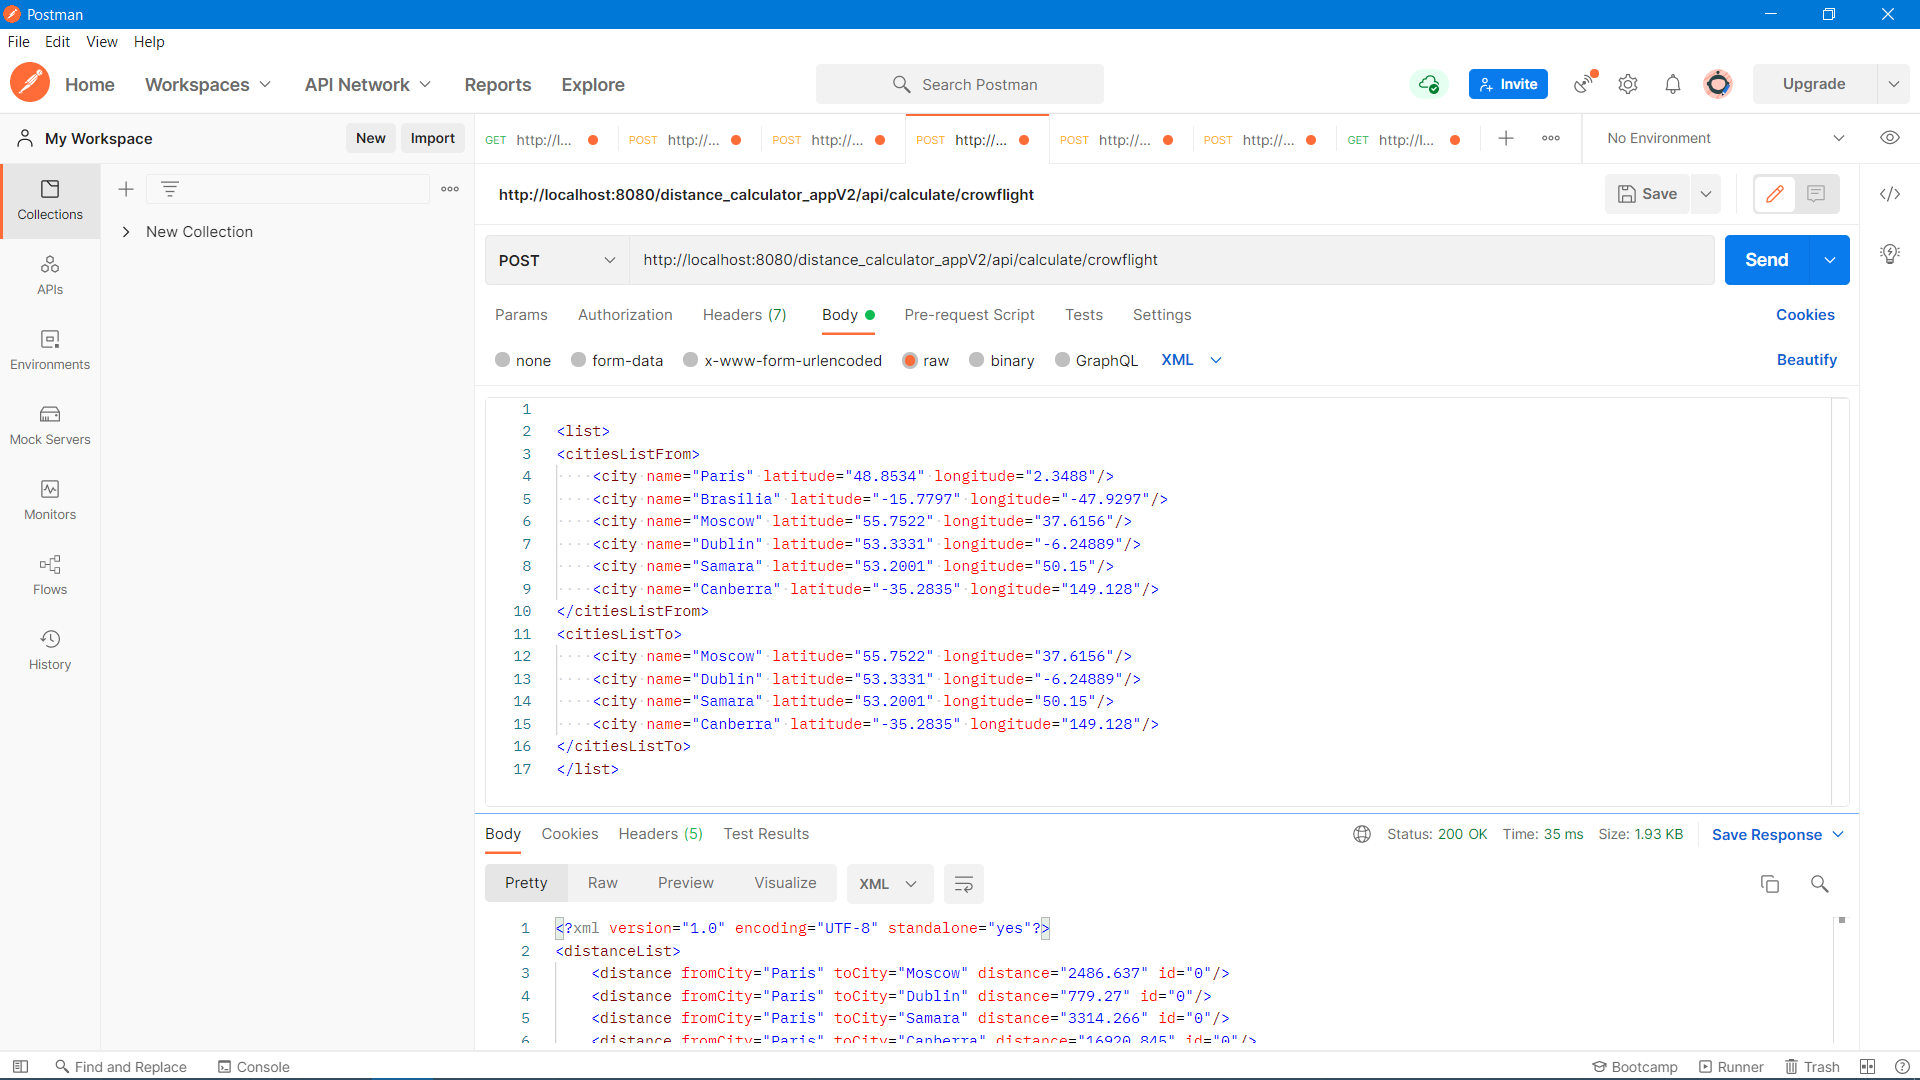 Postman
File Edit View Help
Home Workspaces API Network Reports Explore Search Postman Invite Upgrade
My Workspace New Import
GET http://l... POST http://... POST http://... POST http://... POST http://... POST http://... GET http://l... No Environment
Collections
APIs
Environments
Mock Servers
Monitors
Flows
History
New Collection
http://localhost:8080/distance_calculator_appV2/api/calculate/crowflight Save
POST http://localhost:8080/distance_calculator_appV2/api/calculate/crowflight Send
Params Authorization Headers (7) Body Pre-request Script Tests Settings Cookies
none form-data x-www-form-urlencoded raw binary GraphQL XML Beautify
1
2 <list>
3 <citiesListFrom>
4 <city name="Paris" latitude="48.8534" longitude="2.3488"/>
5 <city name="Brasilia" latitude="-15.7797" longitude="-47.9297"/>
6 <city name="Moscow" latitude="55.7522" longitude="37.6156"/>
7 <city name="Dublin" latitude="53.3331" longitude="-6.24889"/>
8 <city name="Samara" latitude="53.2001" longitude="50.15"/>
9 <city name="Canberra" latitude="-35.2835" longitude="149.128"/>
10 </citiesListFrom>
11 <citiesListTo>
12 <city name="Moscow" latitude="55.7522" longitude="37.6156"/>
13 <city name="Dublin" latitude="53.3331" longitude="-6.24889"/>
14 <city name="Samara" latitude="53.2001" longitude="50.15"/>
15 <city name="Canberra" latitude="-35.2835" longitude="149.128"/>
16 </citiesListTo>
17 </list>
Body Cookies Headers (5) Test Results Status: 200 OK Time: 35 ms Size: 1.93 KB Save Response
Pretty Raw Preview Visualize XML
1 <?xml version="1.0" encoding="UTF-8" standalone="yes"?>
2 <distanceList>
3 <distance fromCity="Paris" toCity="Moscow" distance="2486.637" id="0"/>
4 <distance fromCity="Paris" toCity="Dublin" distance="779.27" id="0"/>
5 <distance fromCity="Paris" toCity="Samara" distance="3314.266" id="0"/>
6 <distance fromCity="Paris" toCity="Canberra" distance="16920.845" id="0"/>
Find and Replace Console Bootcamp Runner Trash